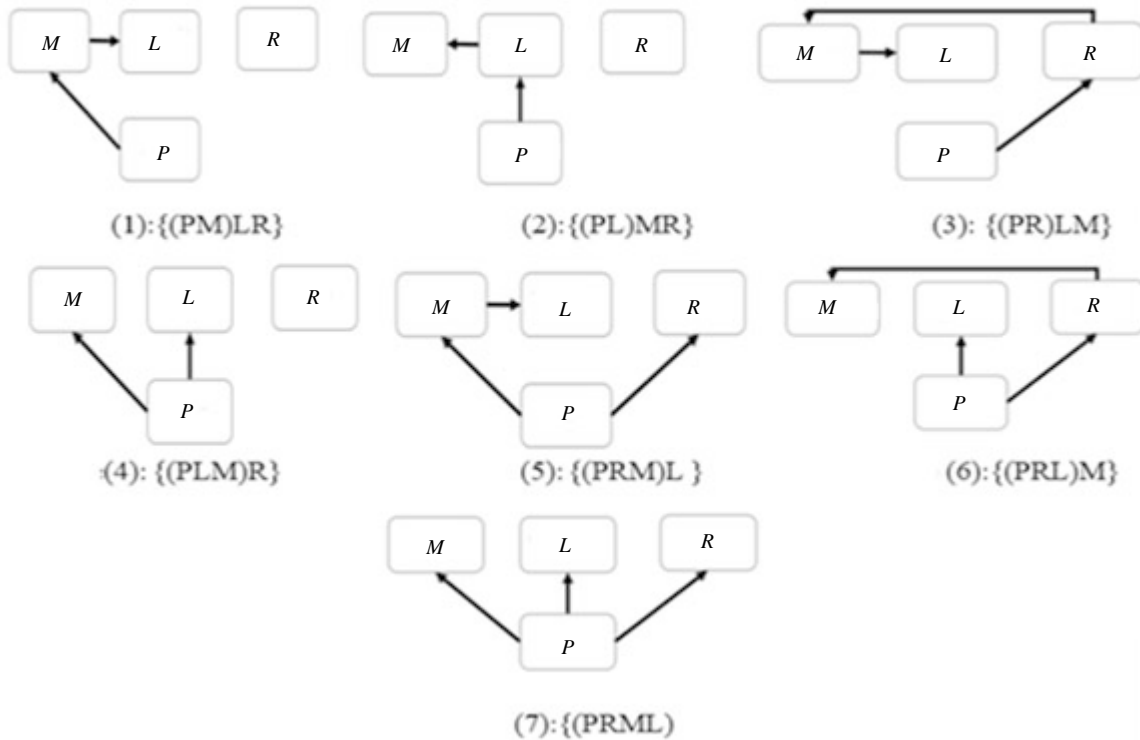 M L R M L R M L R
P P P
(1):{(PM)LR} (2):{(PL)MR} (3): {(PR)LM}
M L R M L R M L R
P P P
:(4): {(PLM)R} (5): {(PRM)L } (6):{(PRL)M}
M L R
P
(7):{(PRML)